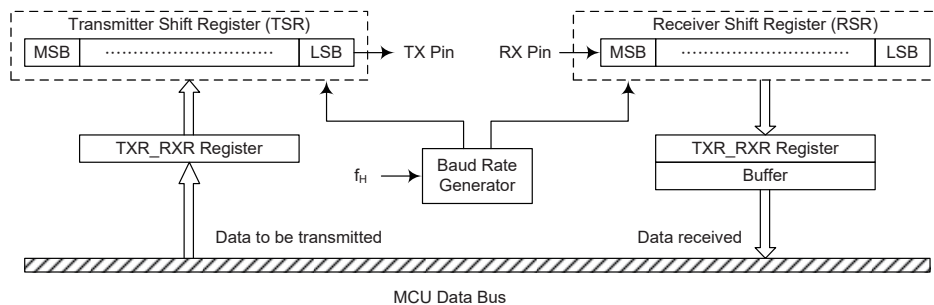 Transmitter Shift Register (TSR)
Receiver Shift Register (RSR)
MSB ………………………… LSB
TX Pin
RX Pin
MSB ………………………… LSB
TXR_RXR Register
Baud Rate
Generator
fH
TXR_RXR Register
Buffer
Data to be transmitted
Data received
MCU Data Bus